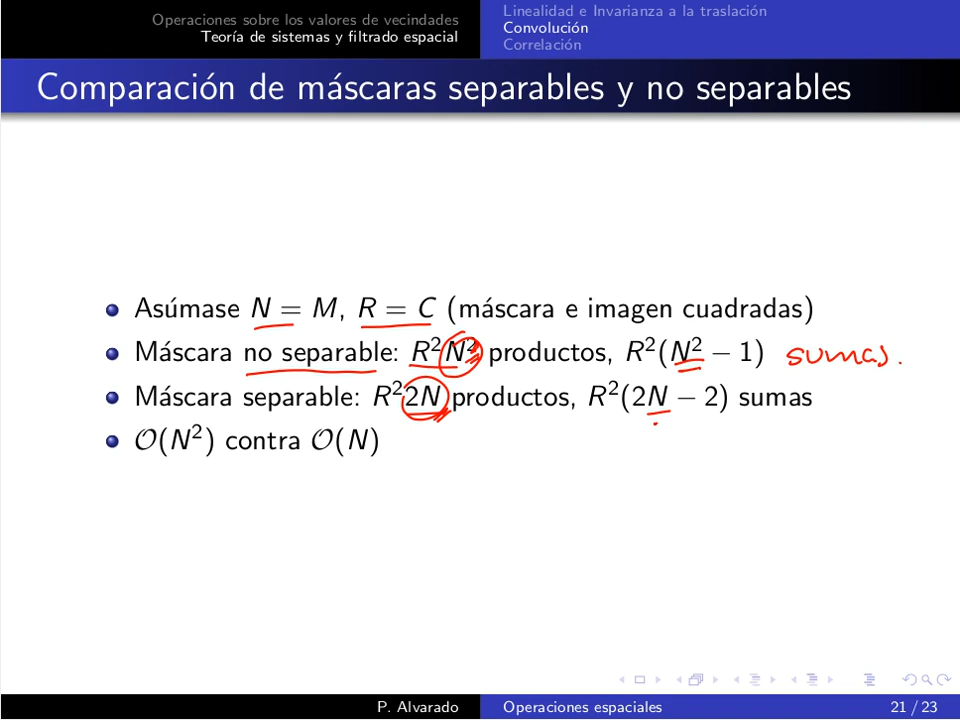 Operaciones sobre los valores de vecindades
Teoría de sistemas y filtrado espacial
Linealidad e Invarianza a la traslación
Convolución
Correlación
Comparación de máscaras separables y no separables
Asúmase N = M, R = C (máscara e imagen cuadradas)
Máscara no separable: R²N² productos, R²(N² − 1) sumas.
Máscara separable: R²2N productos, R²(2N − 2) sumas
O(N²) contra O(N)
P. Alvarado
Operaciones espaciales
21 / 23